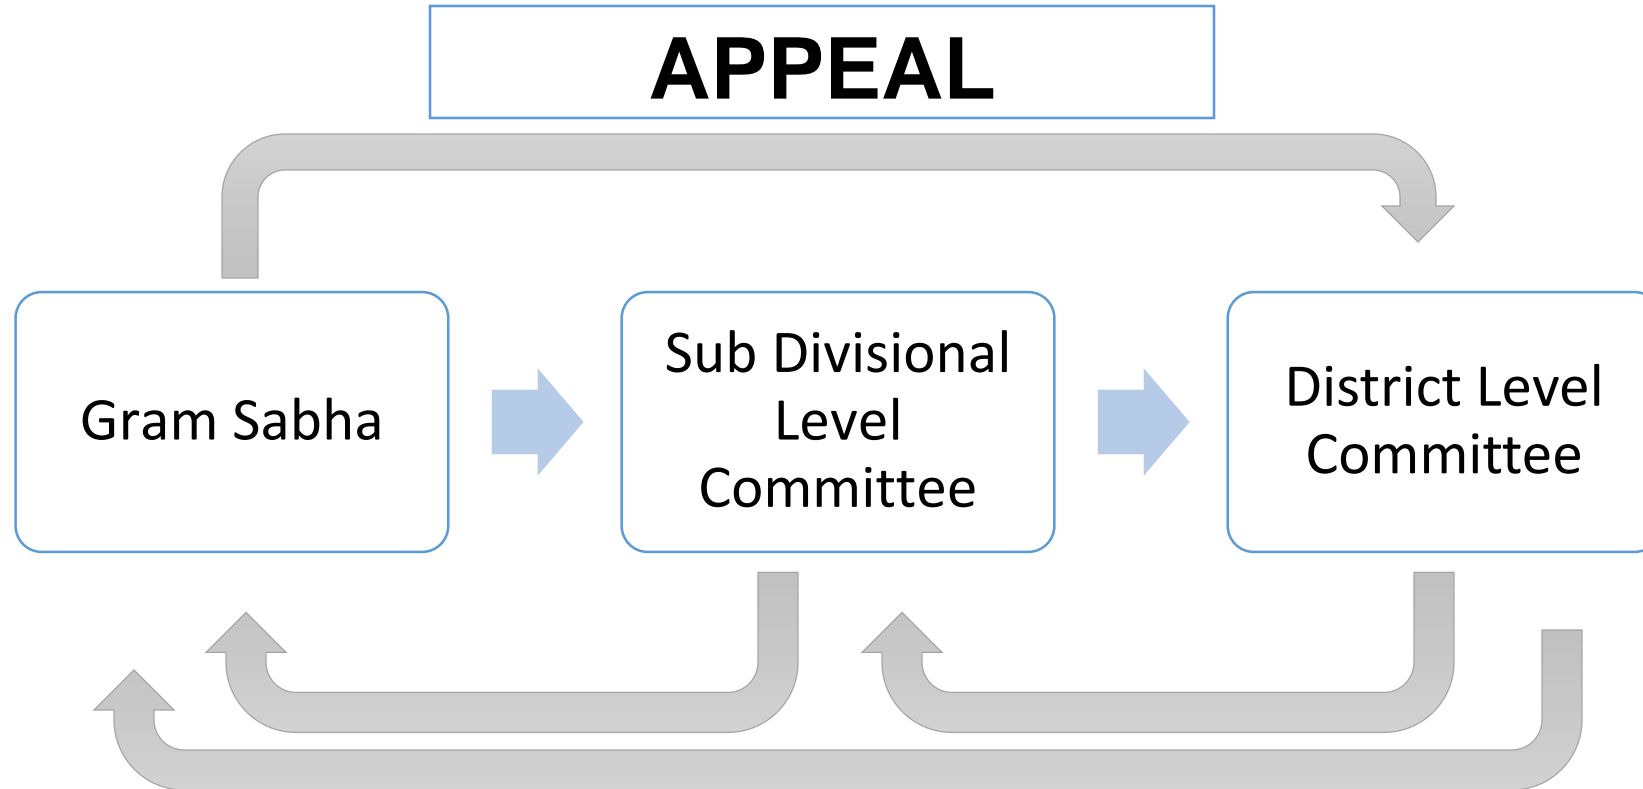 APPEAL
Gram Sabha
Sub Divisional
Level
Committee
District Level
Committee